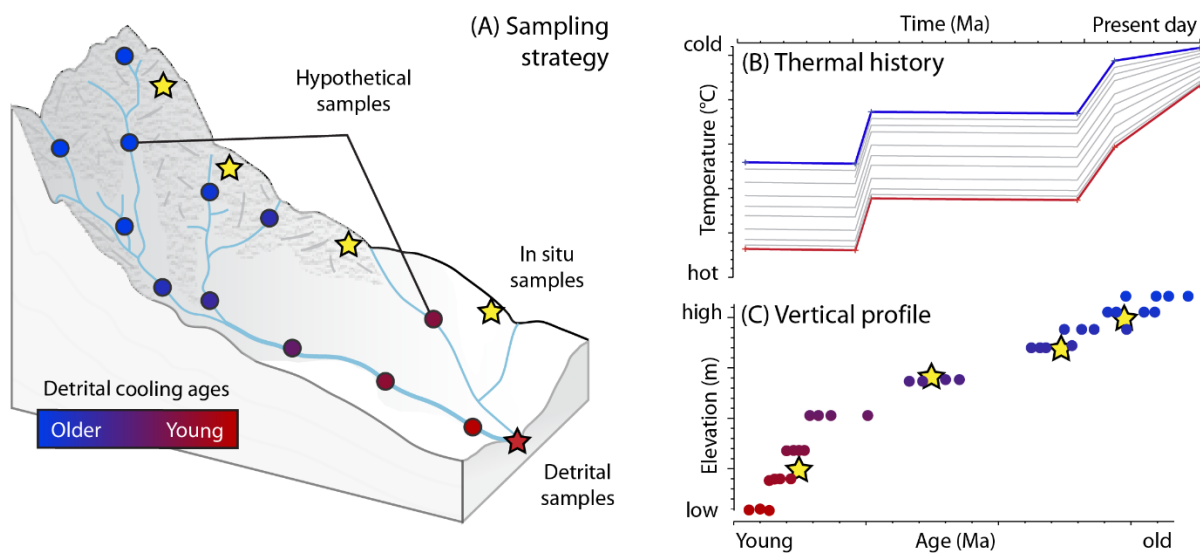 (A) Sampling
strategy
Hypothetical
samples
In situ
samples
Detrital cooling ages
Older Young
Detrital
samples
Time (Ma) Present day
cold
(B) Thermal history
Temperature (°C)
hot
high
(C) Vertical profile
Elevation (m)
low
Young Age (Ma) old